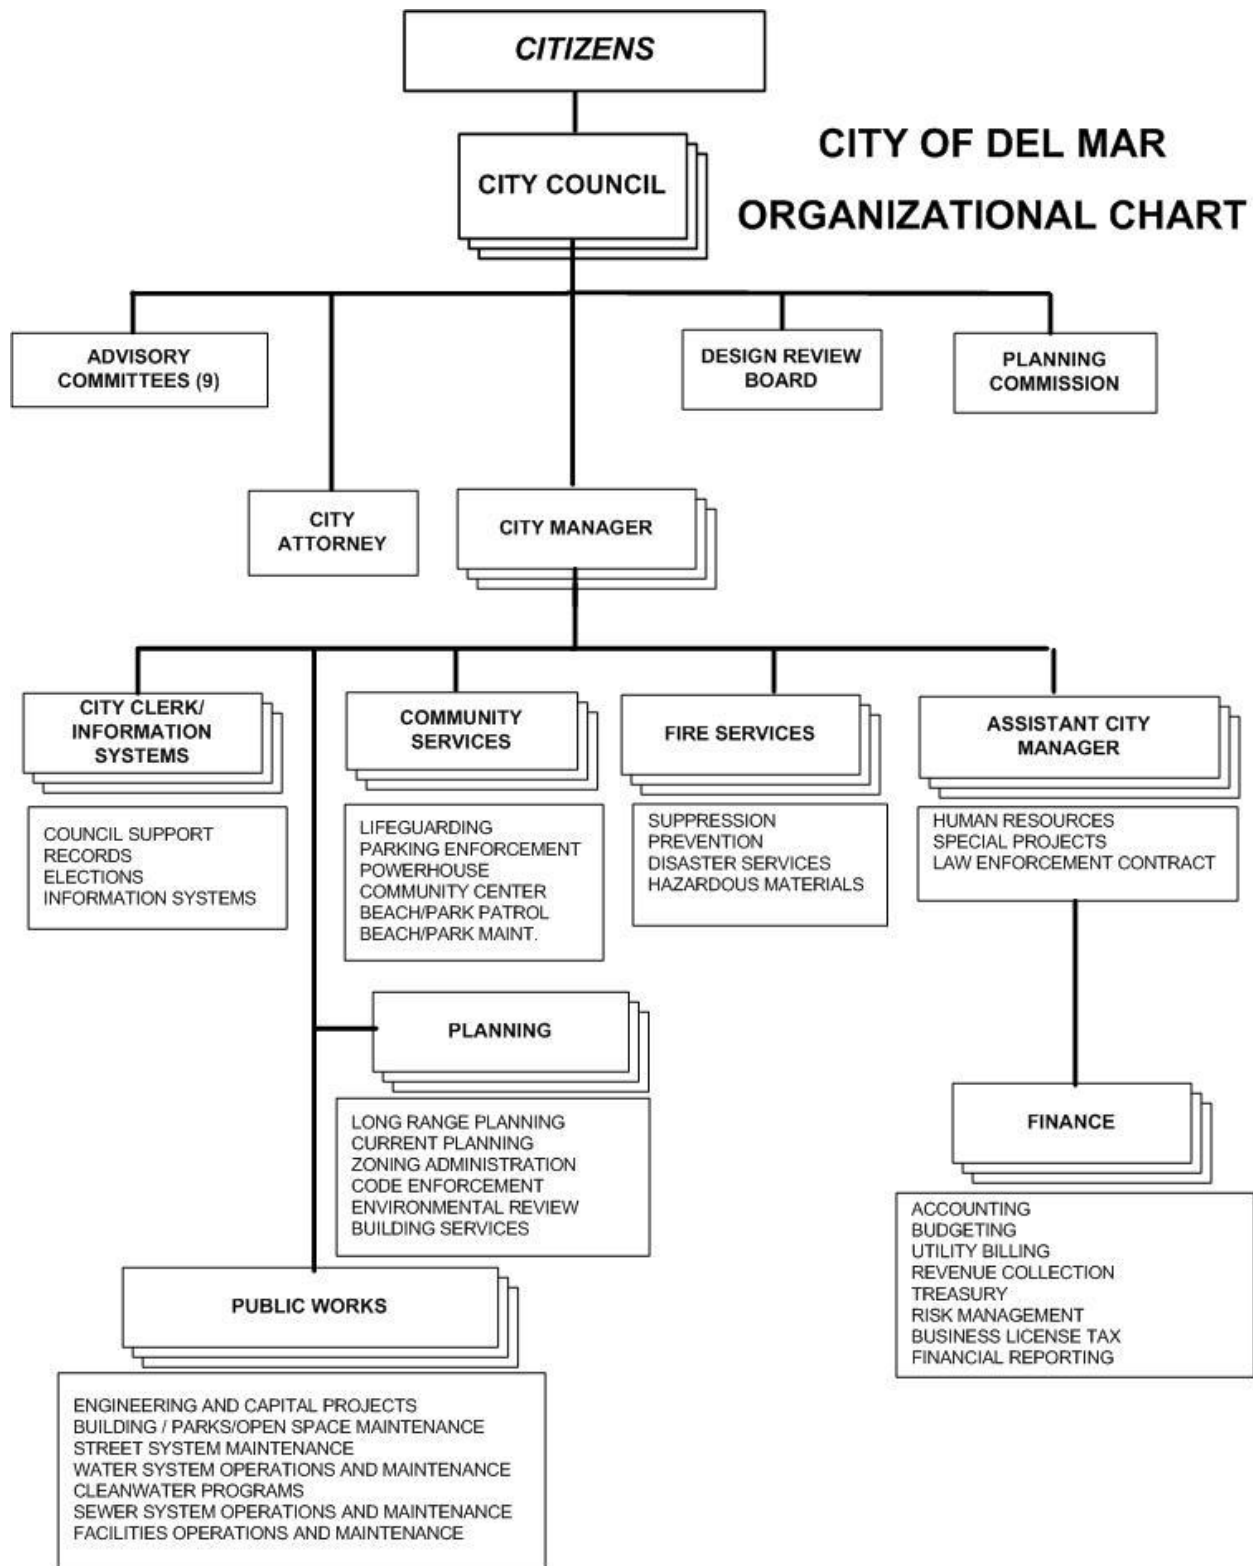 CITIZENS
CITY OF DEL MAR
ORGANIZATIONAL CHART
CITY COUNCIL
ADVISORY
COMMITTEES (9)
DESIGN REVIEW
BOARD
PLANNING
COMMISSION
CITY
ATTORNEY
CITY MANAGER
CITY CLERK/
INFORMATION
SYSTEMS
COUNCIL SUPPORT
RECORDS
ELECTIONS
INFORMATION SYSTEMS
COMMUNITY
SERVICES
LIFEGUARDING
PARKING ENFORCEMENT
POWERHOUSE
COMMUNITY CENTER
BEACH/PARK PATROL
BEACH/PARK MAINT.
FIRE SERVICES
SUPPRESSION
PREVENTION
DISASTER SERVICES
HAZARDOUS MATERIALS
ASSISTANT CITY
MANAGER
HUMAN RESOURCES
SPECIAL PROJECTS
LAW ENFORCEMENT CONTRACT
PLANNING
LONG RANGE PLANNING
CURRENT PLANNING
ZONING ADMINISTRATION
CODE ENFORCEMENT
ENVIRONMENTAL REVIEW
BUILDING SERVICES
FINANCE
ACCOUNTING
BUDGETING
UTILITY BILLING
REVENUE COLLECTION
TREASURY
RISK MANAGEMENT
BUSINESS LICENSE TAX
FINANCIAL REPORTING
PUBLIC WORKS
ENGINEERING AND CAPITAL PROJECTS
BUILDING / PARKS/OPEN SPACE MAINTENANCE
STREET SYSTEM MAINTENANCE
WATER SYSTEM OPERATIONS AND MAINTENANCE
CLEANWATER PROGRAMS
SEWER SYSTEM OPERATIONS AND MAINTENANCE
FACILITIES OPERATIONS AND MAINTENANCE